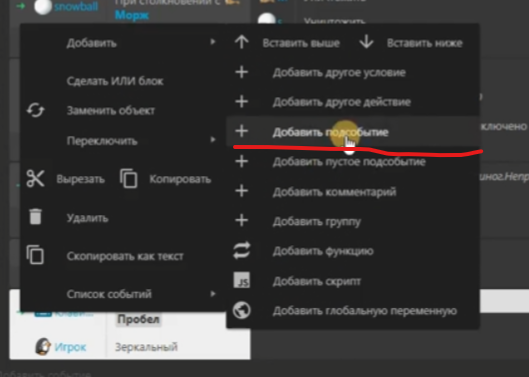 snowball
При столкновении с
Морж
Уничтожить
Добавить
Вставить выше
Вставить ниже
Сделать ИЛИ блок
Добавить другое условие
Заменить объект
Добавить другое действие
Переключить
Добавить подсобытие
ключено
Вырезать
Копировать
Добавить пустое подсобытие
Добавить комментарий
Удалить
Добавить группу
Скопировать как текст
Добавить функцию
JS
Добавить скрипт
Список событий
Добавить глобальную переменную
Пробел
Игрок
Зеркальный